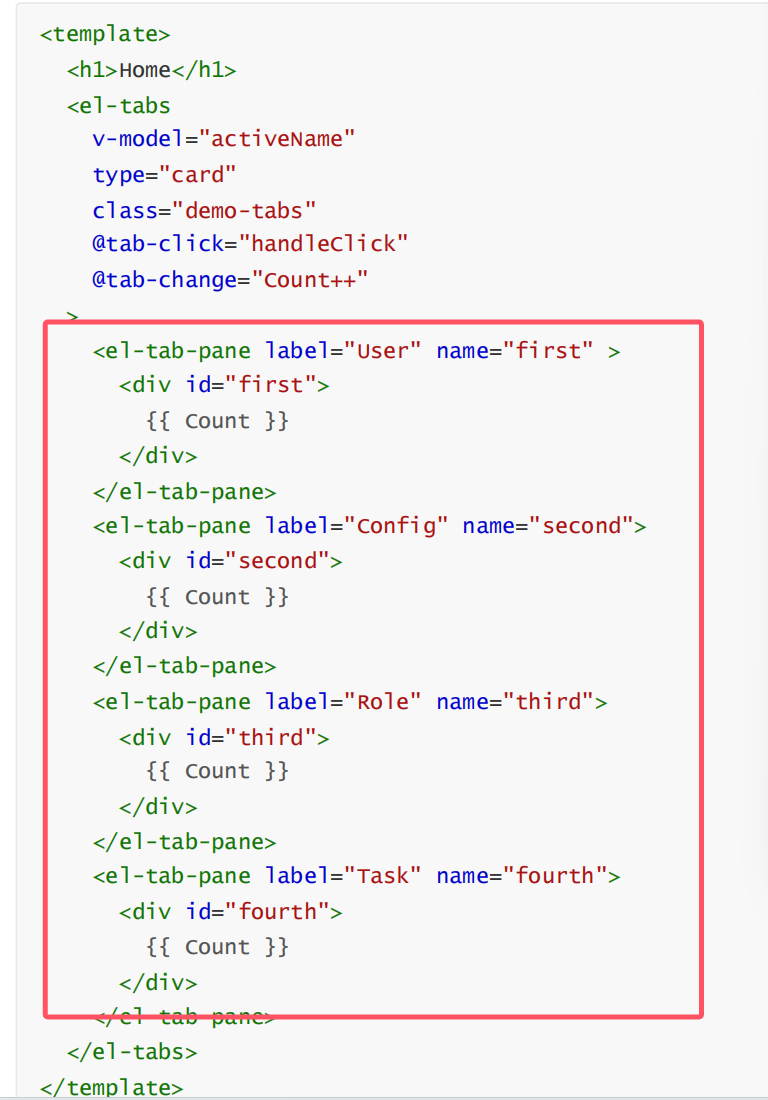 <template>
<h1>Home</h1>
<el-tabs
v-model="activeName"
type="card"
class="demo-tabs"
@tab-click="handleClick"
@tab-change="Count++"
>
<el-tab-pane label="User" name="first" >
<div id="first">
{{ Count }}
</div>
</el-tab-pane>
<el-tab-pane label="Config" name="second">
<div id="second">
{{ Count }}
</div>
</el-tab-pane>
<el-tab-pane label="Role" name="third">
<div id="third">
{{ Count }}
</div>
</el-tab-pane>
<el-tab-pane label="Task" name="fourth">
<div id="fourth">
{{ Count }}
</div>
</el-tab-pane>
</el-tabs>
</template>